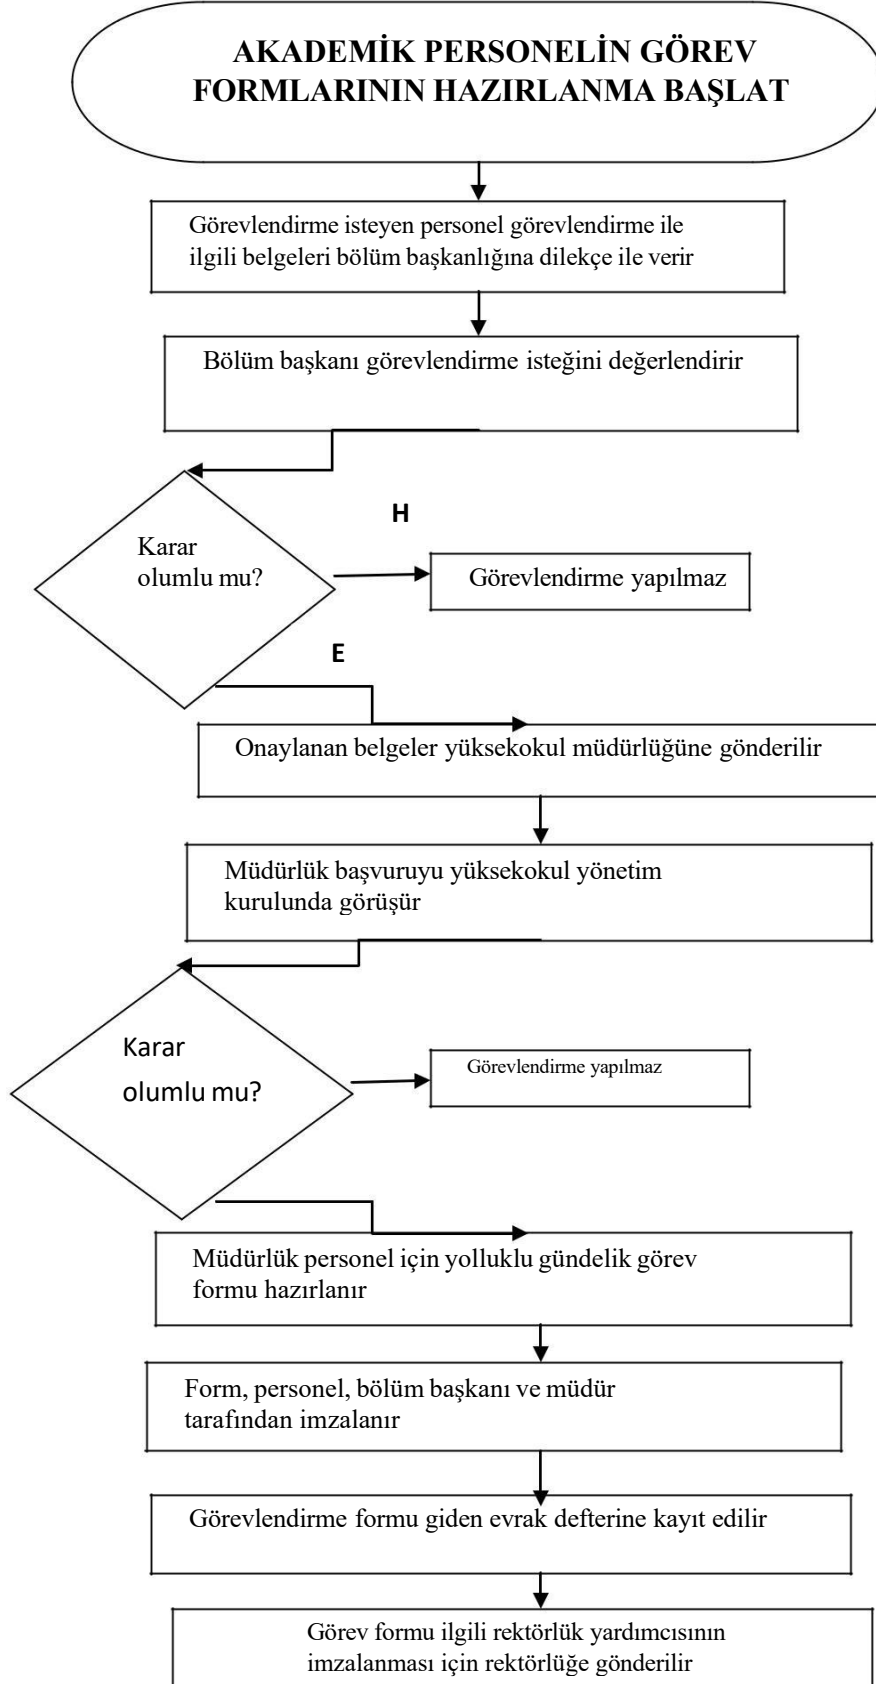 AKADEMİK PERSONELİN GÖREV
FORMLARININ HAZIRLANMA BAŞLAT
Görevlendirme isteyen personel görevlendirme ile
ilgili belgeleri bölüm başkanlığına dilekçe ile verir
Bölüm başkanı görevlendirme isteğini değerlendirir
H
Karar
olumlu mu?
Görevlendirme yapılmaz
E
Onaylanan belgeler yüksekokul müdürlüğüne gönderilir
Müdürlük başvuruyu yüksekokul yönetim
kurulunda görüşür
Karar
olumlu mu?
Görevlendirme yapılmaz
Müdürlük personel için yolluklu gündelik görev
formu hazırlanır
Form, personel, bölüm başkanı ve müdür
tarafından imzalanır
Görevlendirme formu giden evrak defterine kayıt edilir
Görev formu ilgili rektörlük yardımcısının
imzalanması için rektörlüğe gönderilir